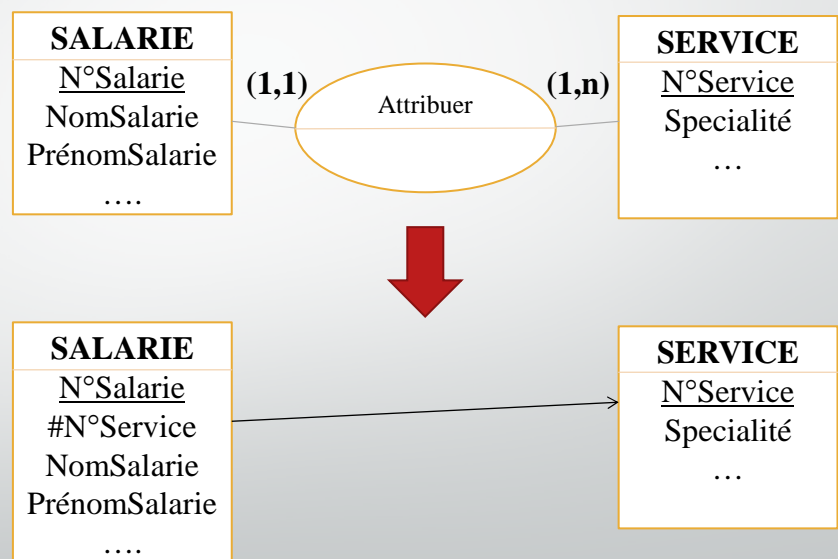 SALARIE
N°Salarie
NomSalarie
PrénomSalarie
….
(1,1)
Attribuer
(1,n)
SERVICE
N°Service
Specialité
…
SALARIE
N°Salarie
#N°Service
NomSalarie
PrénomSalarie
….
SERVICE
N°Service
Specialité
…